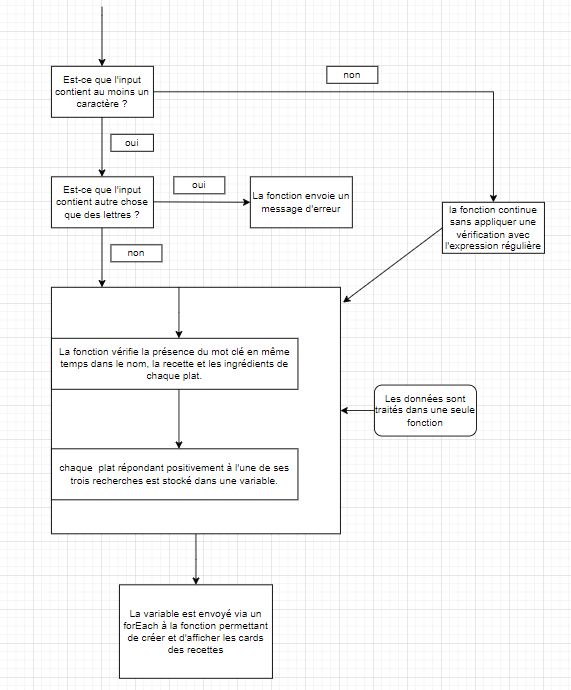 Est-ce que l'input
contient au moins un
caractère ?
non
oui
Est-ce que l'input
contient autre chose
que des lettres ?
oui
La fonction envoie un
message d'erreur
la fonction continue
sans appliquer une
vérification avec
l'expression régulière
non
La fonction vérifie la présence du mot clé en même
temps dans le nom, la recette et les ingrédients de
chaque plat.
Les données sont
traités dans une seule
fonction
chaque plat répondant positivement à l'une de ses
trois recherches est stocké dans une variable.
La variable est envoyé via un
forEach à la fonction permettant
de créer et d'afficher les cards
des recettes